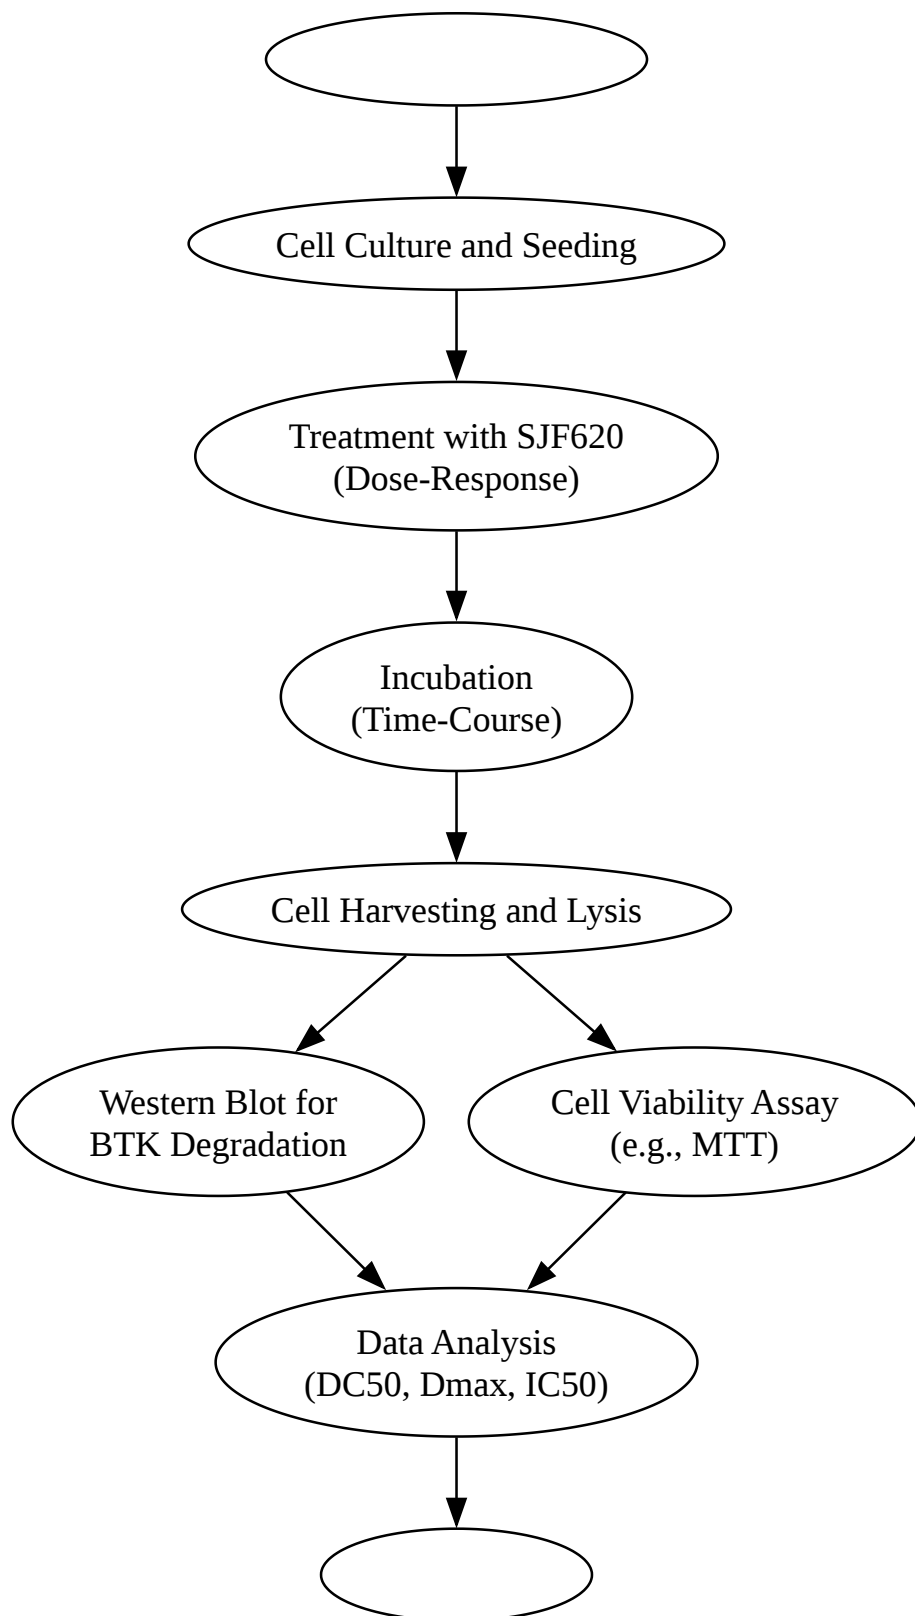 Cell Culture and Seeding
Treatment with SJF620
(Dose-Response)
Incubation
(Time-Course)
Cell Harvesting and Lysis
Western Blot for
BTK Degradation
Cell Viability Assay
(e.g., MTT)
Data Analysis
(DC50, Dmax, IC50)